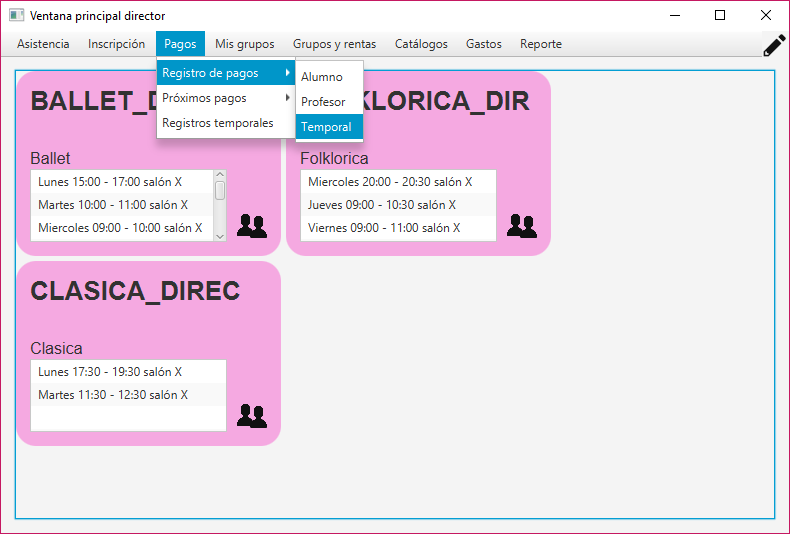 Ventana principal director
Asistencia Inscripción Pagos Mis grupos Grupos y rentas Catálogos Gastos Reporte
Registro de pagos
Próximos pagos
Registros temporales
Alumno
Profesor
Temporal
BALLET_D
KLORICA_DIR
Ballet
Lunes 15:00 - 17:00 salón X
Martes 10:00 - 11:00 salón X
Miercoles 09:00 - 10:00 salón X
Folklorica
Miercoles 20:00 - 20:30 salón X
Jueves 09:00 - 10:30 salón X
Viernes 09:00 - 11:00 salón X
CLASICA_DIREC
Clasica
Lunes 17:30 - 19:30 salón X
Martes 11:30 - 12:30 salón X